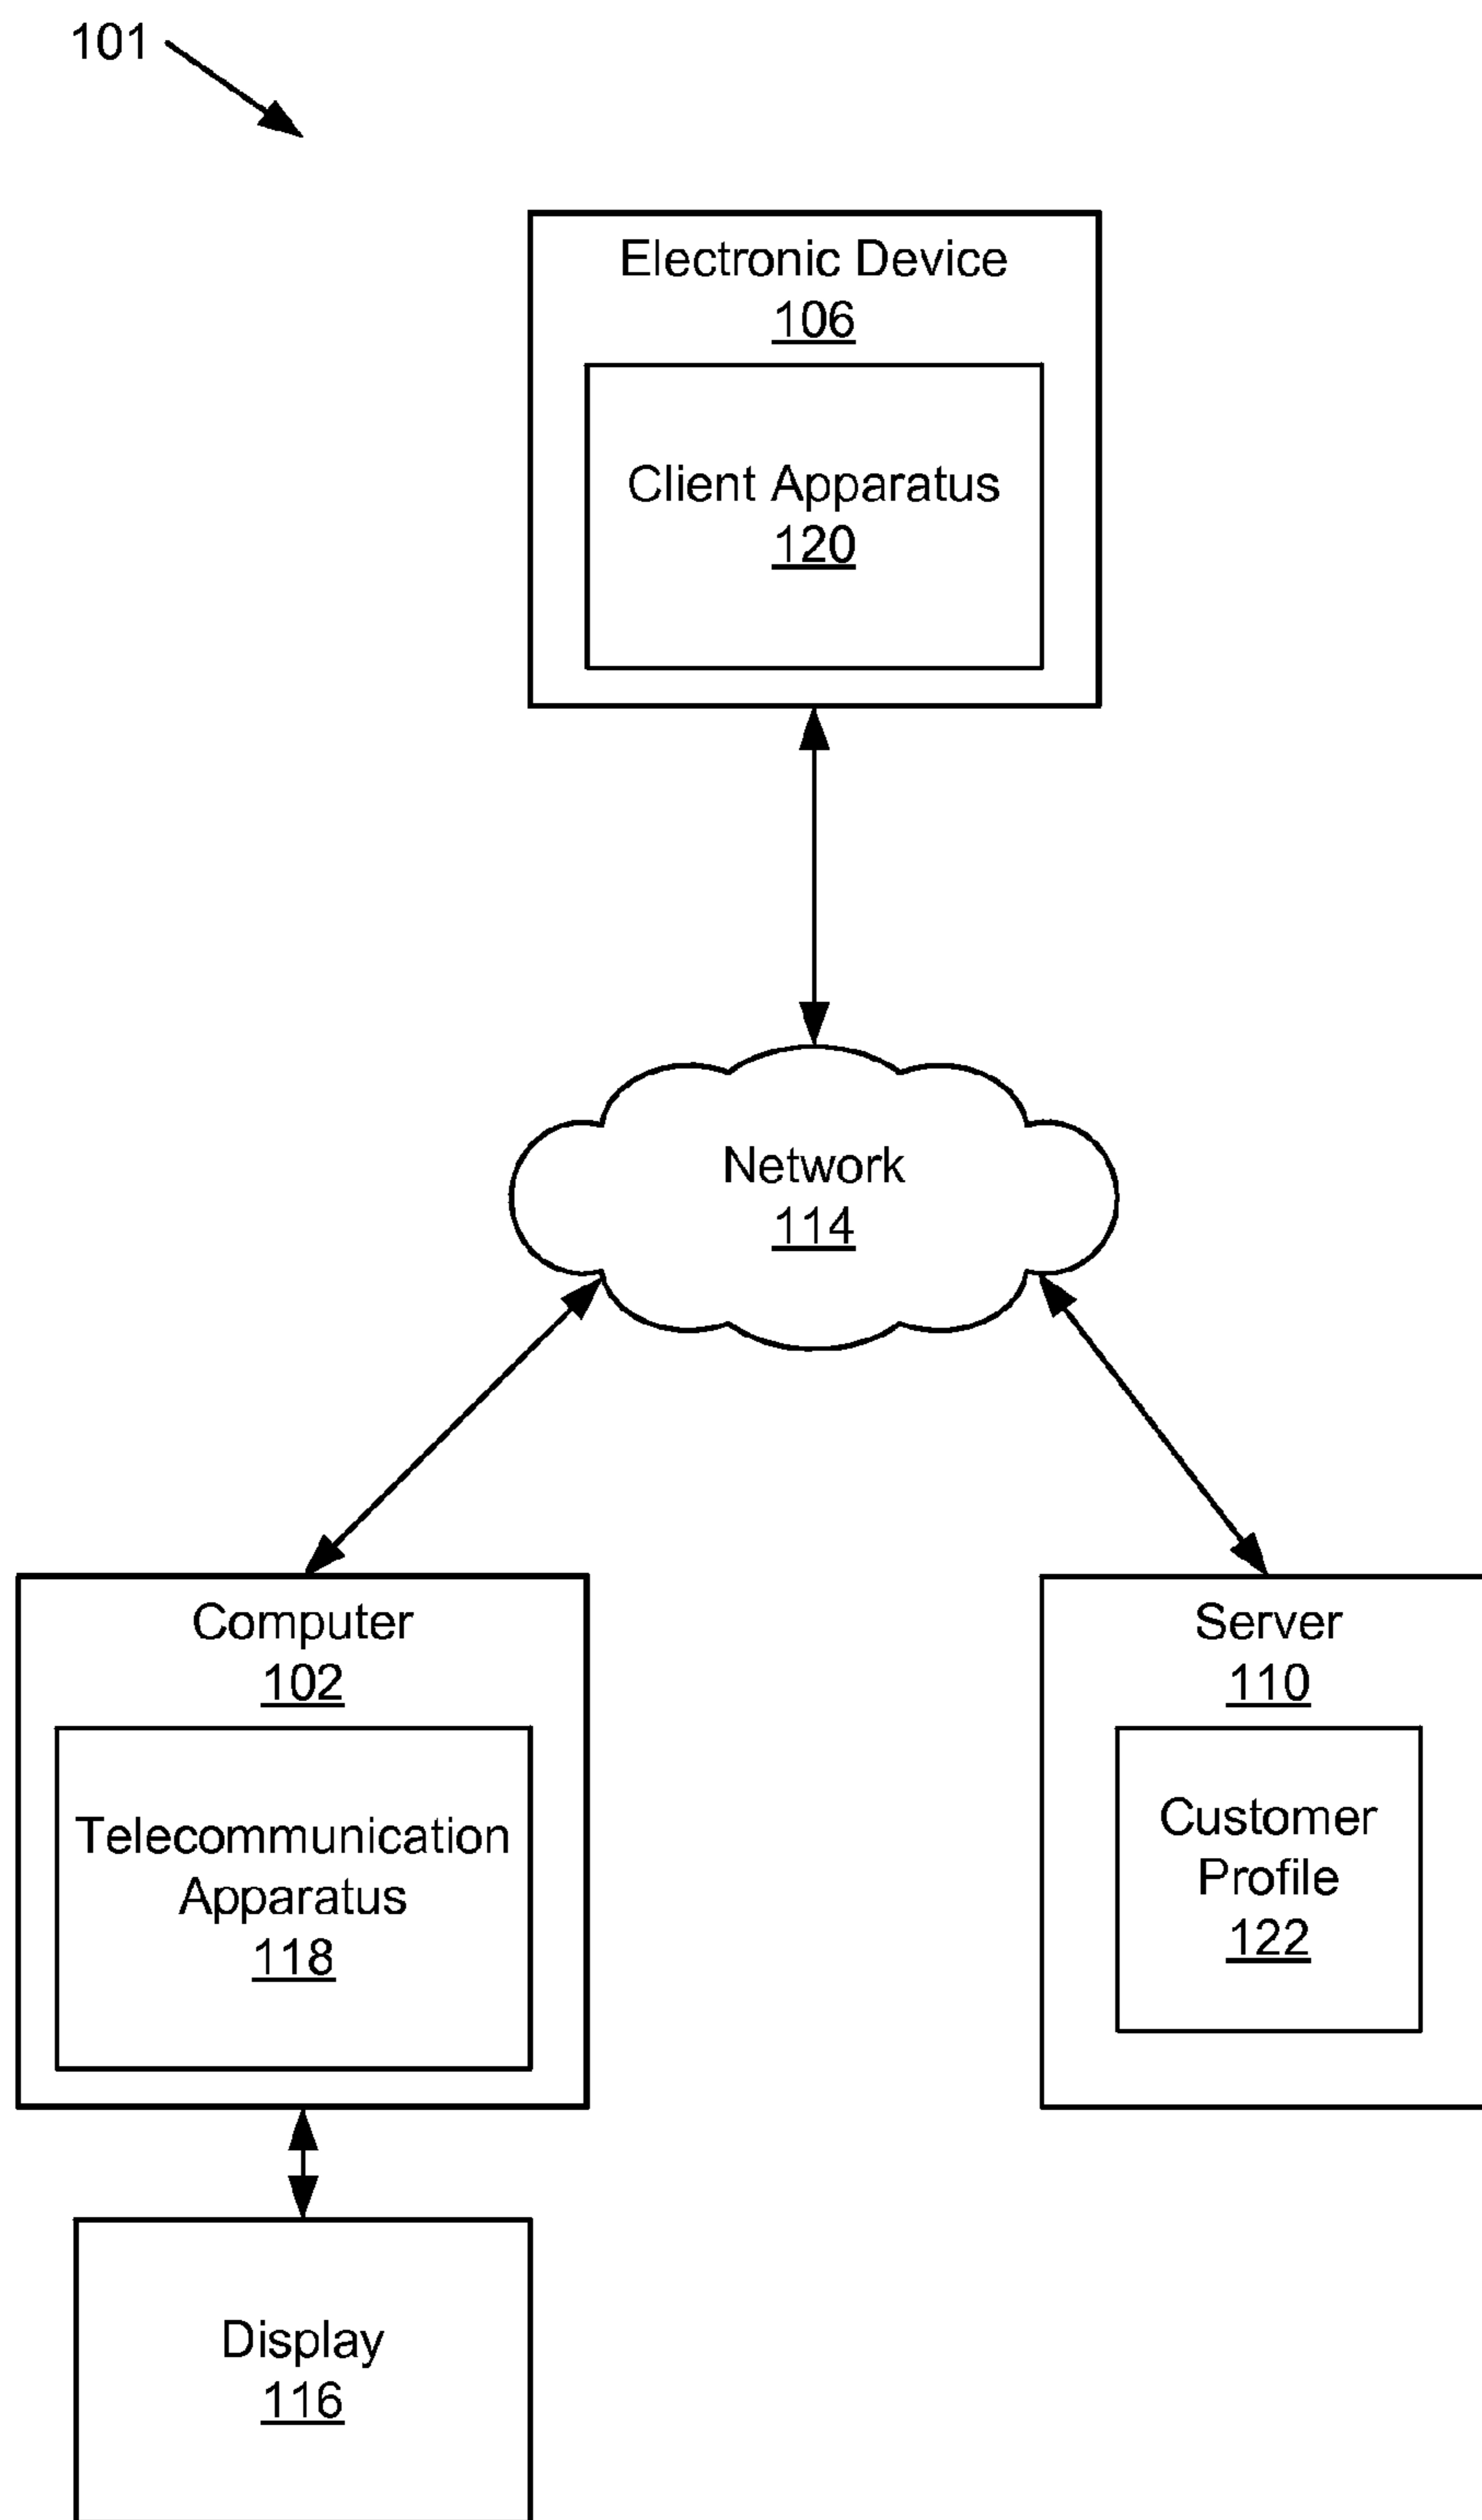 101
Electronic Device
106
Client Apparatus
120
Network
114
Computer
102
Telecommunication
Apparatus
118
Server
110
Customer
Profile
122
Display
116